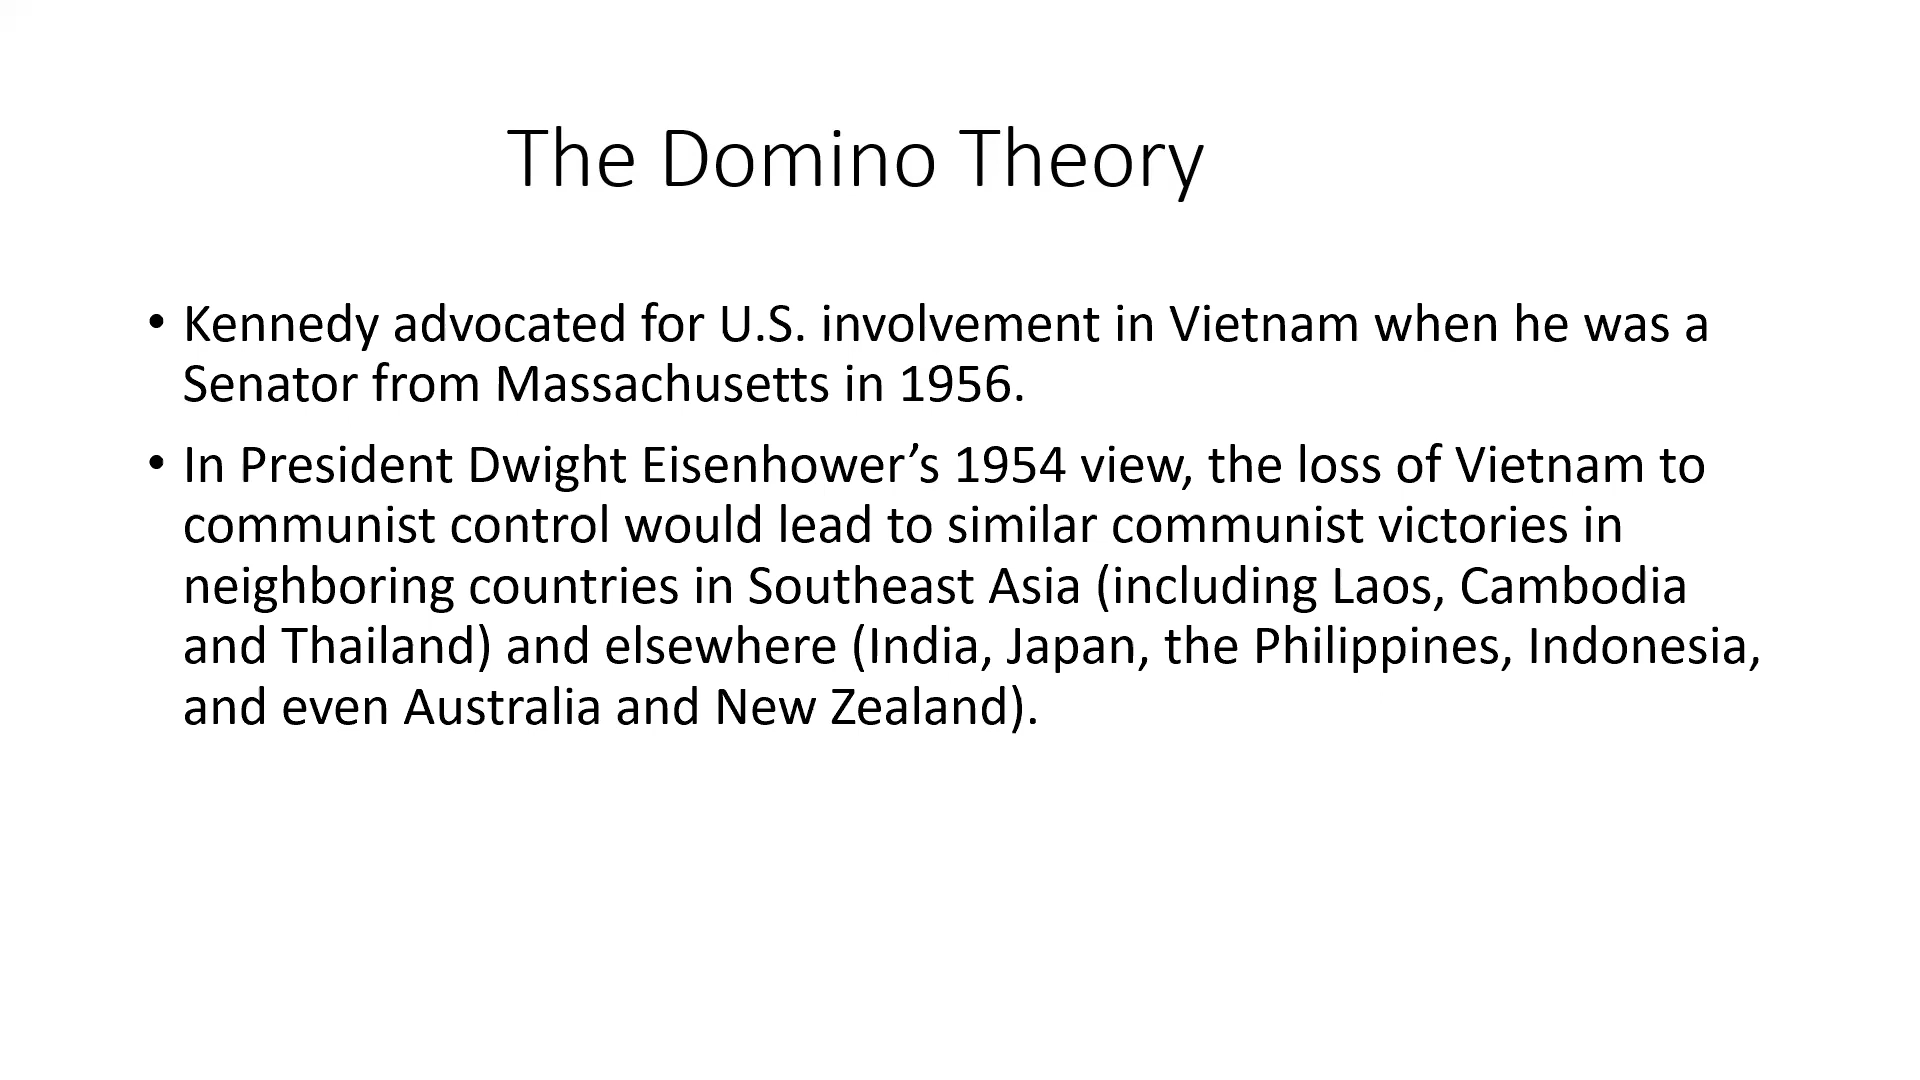 The Domino Theory
• Kennedy advocated for U.S. involvement in Vietnam when he was a
Senator from Massachusetts in 1956.
• In President Dwight Eisenhower’s 1954 view, the loss of Vietnam to
communist control would lead to similar communist victories in
neighboring countries in Southeast Asia (including Laos, Cambodia
and Thailand) and elsewhere (India, Japan, the Philippines, Indonesia,
and even Australia and New Zealand).